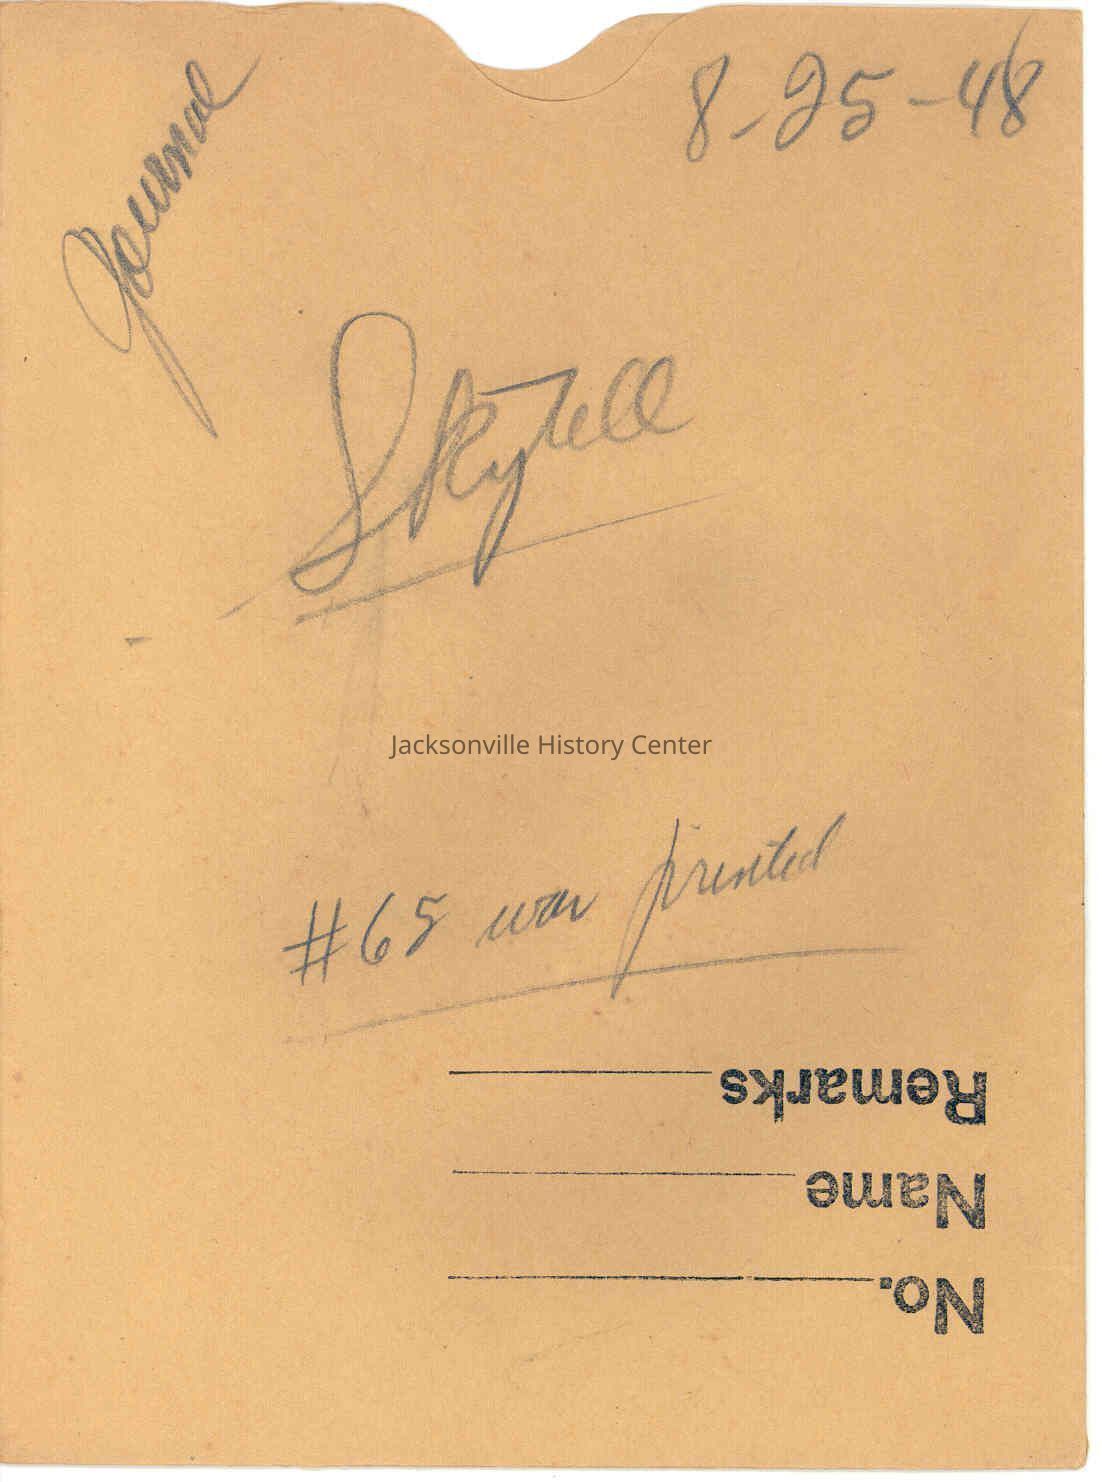 Journal
8-25-48
Skytell
Jacksonville History Center
#65 was printed
Remarks
Name
No.